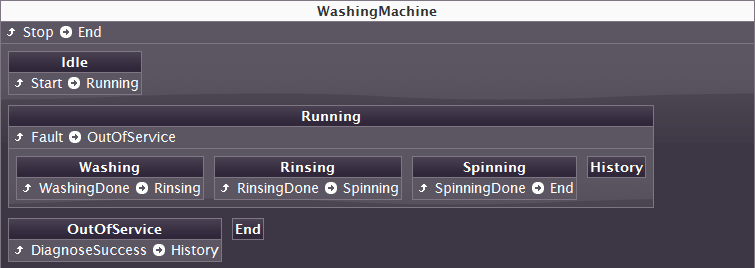 WashingMachine
Stop End
Idle
Start Running
Running
Fault OutOfService
Washing Rinsing Spinning History
WashingDone Rinsing RinsingDone Spinning SpinningDone End
OutOfService End
DiagnoseSuccess History